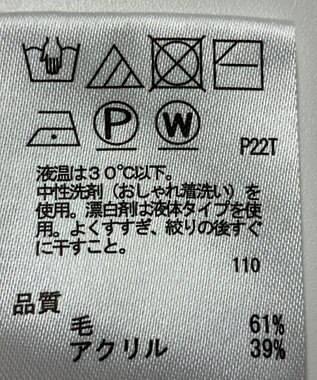 P W
P22T
液温は30℃以下。
中性洗剤（おしゃれ着洗い）を
使用。漂白剤は液体タイプを使
用。よくすすぎ、絞りの後すぐ
に干すこと。
110
品質
毛 61%
アクリル 39%